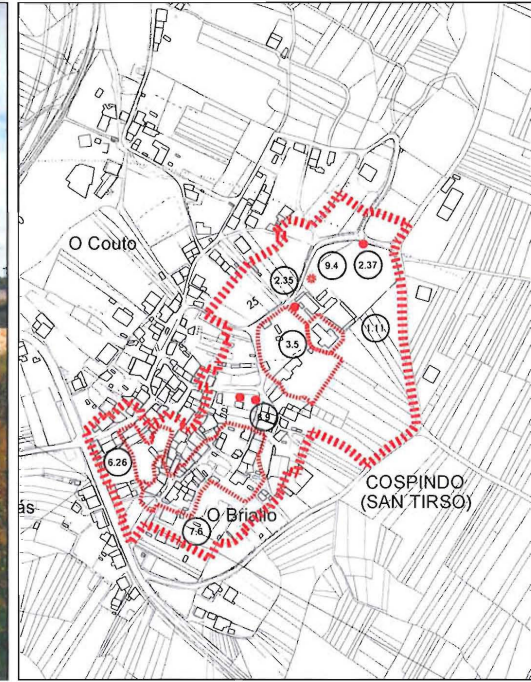 O Couto
2.35
9.4
2.37
25
3.5
1.11
6.26
COSPINDO
(SAN TIRSO)
ás
O Briallo
7.6